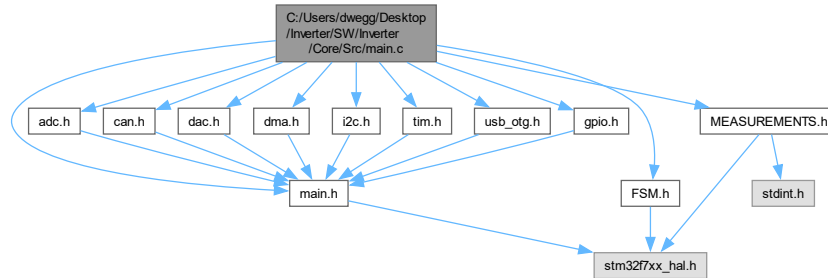 C:/Users/dwegg/Desktop
/Inverter/SW/Inverter
/Core/Src/main.c
adc.h
can.h
dac.h
dma.h
i2c.h
tim.h
usb_otg.h
gpio.h
MEASUREMENTS.h
main.h
FSM.h
stdint.h
stm32f7xx_hal.h